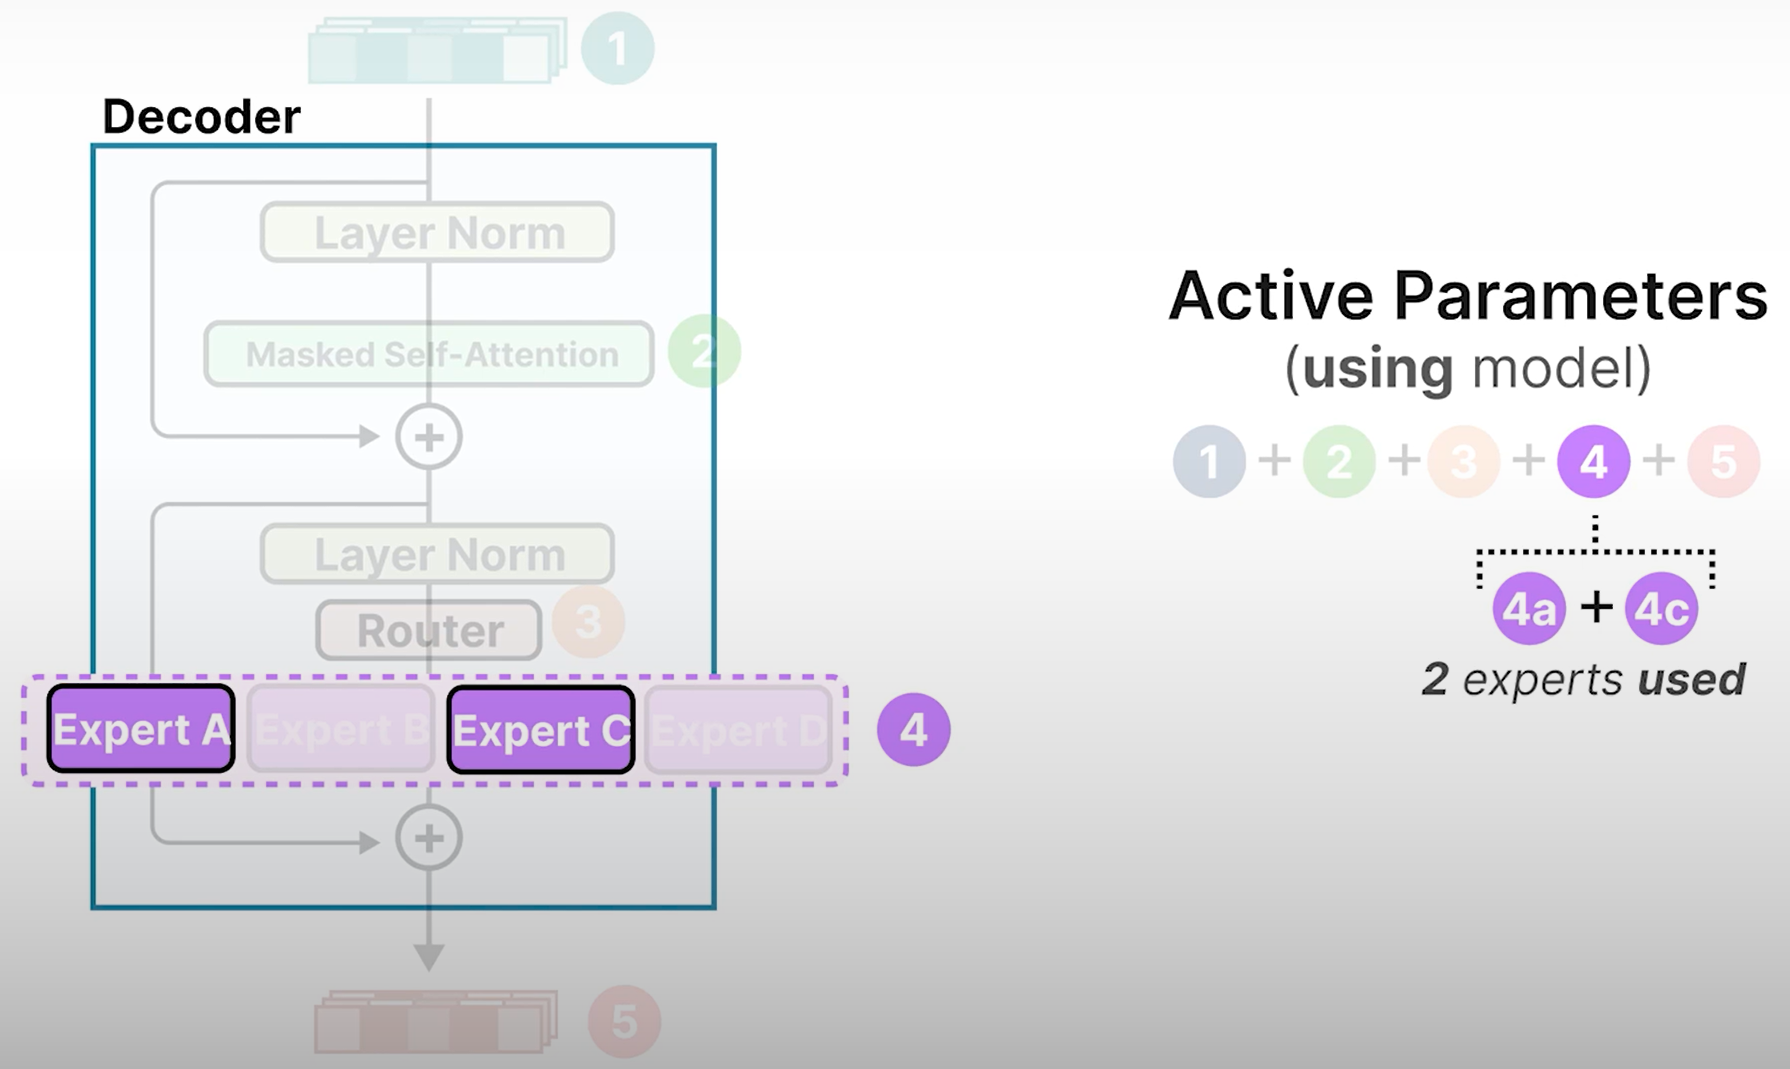 1
Decoder
Layer Norm
Masked Self-Attention
2
+
Layer Norm
Router
3
Expert A
Expert B
Expert C
Expert D
4
+
5
Active Parameters
(using model)
1 + 2 + 3 + 4 + 5
4a + 4c
2 experts used